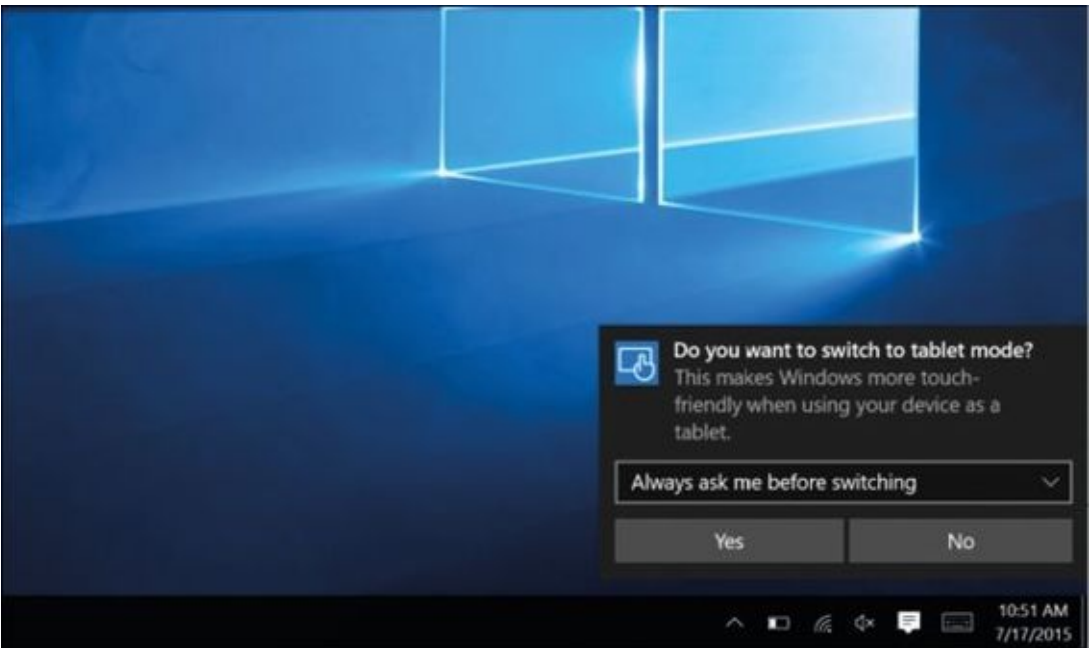 Do you want to switch to tablet mode?
This makes Windows more touch-
friendly when using your device as a
tablet.
Always ask me before switching
Yes
No
10:51 AM
7/17/2015